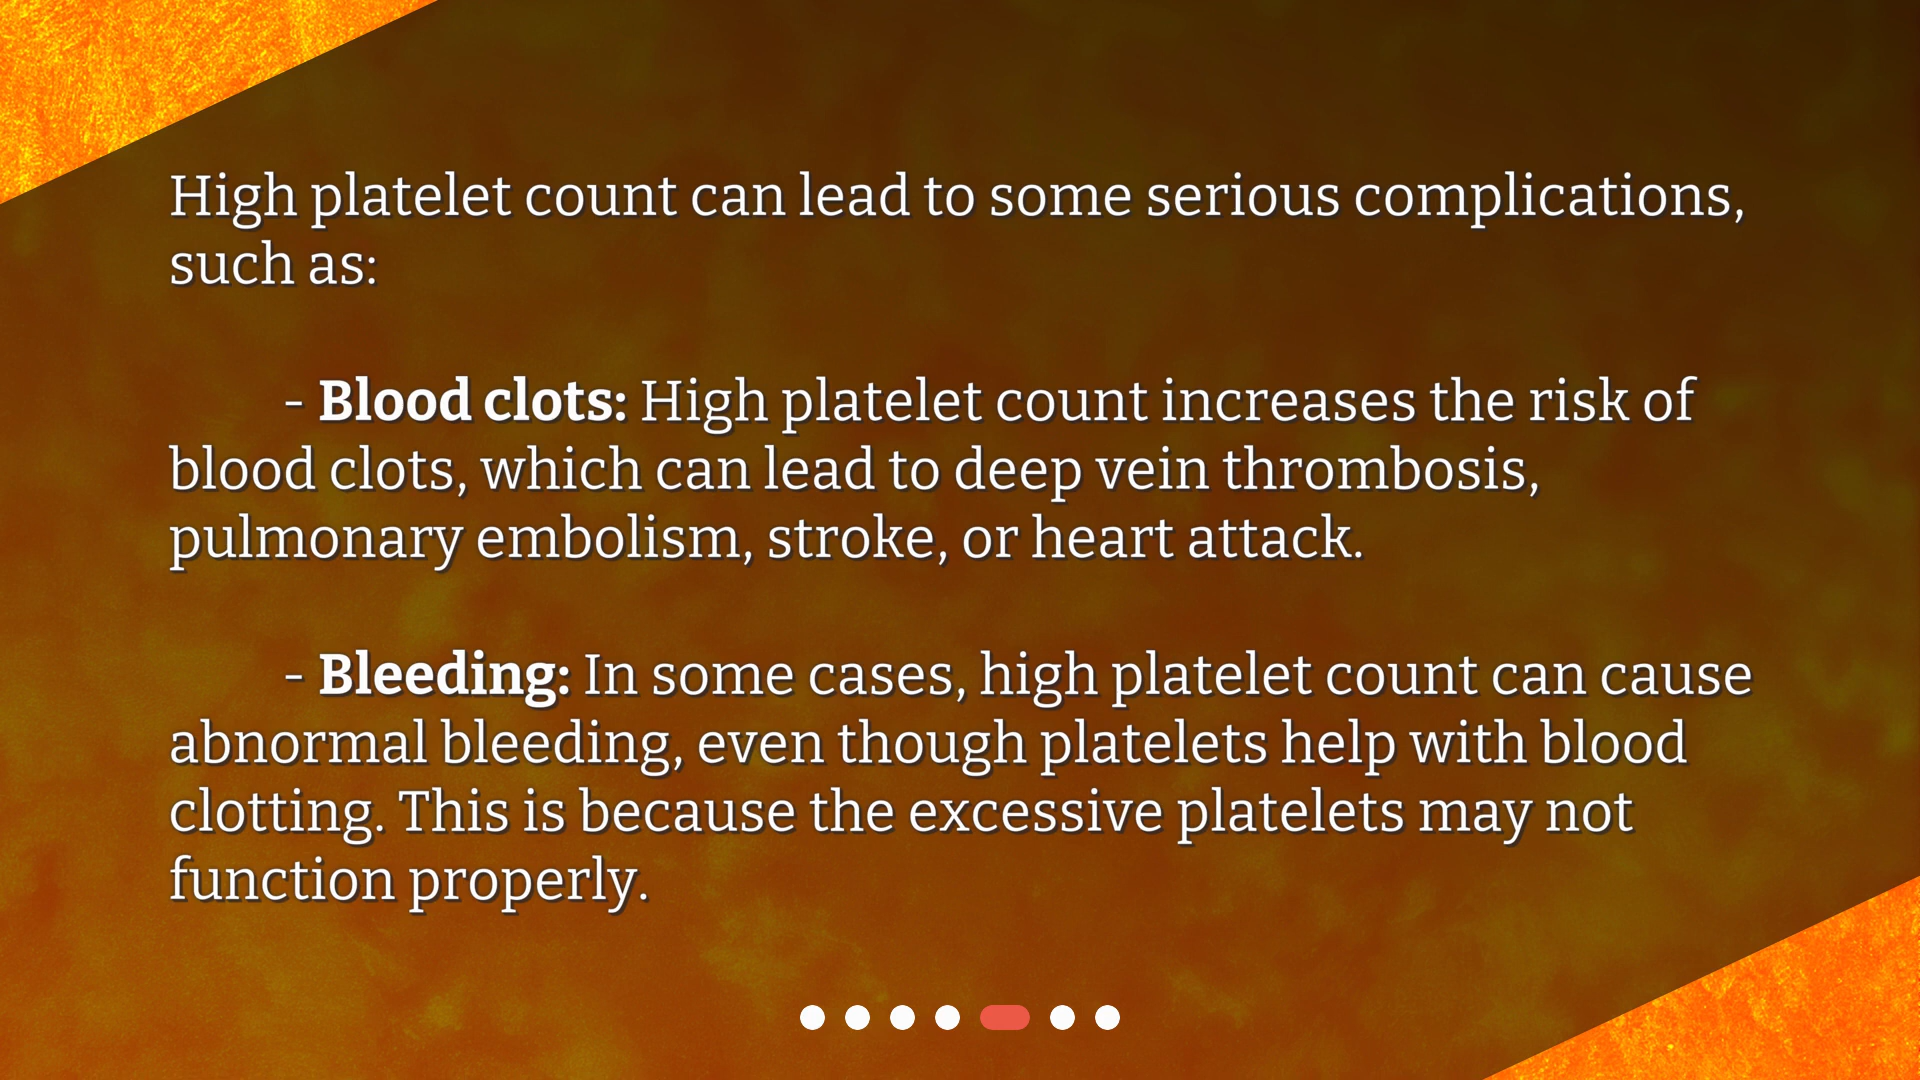 High platelet count can lead to some serious complications,
such as:
- Blood clots: High platelet count increases the risk of
blood clots, which can lead to deep vein thrombosis,
pulmonary embolism, stroke, or heart attack.
- Bleeding: In some cases, high platelet count can cause
abnormal bleeding, even though platelets help with blood
clotting. This is because the excessive platelets may not
function properly.